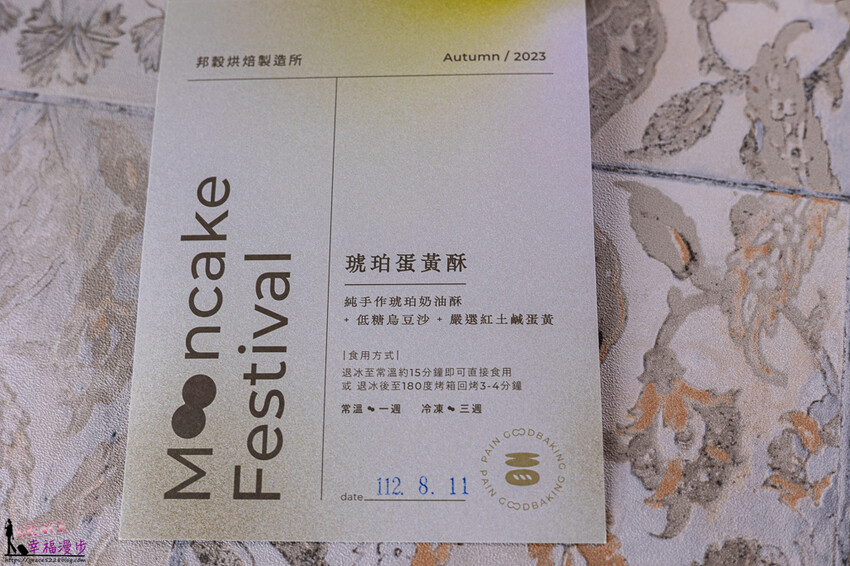 邦穀烘焙製造所
Autumn / 2023
Mooncake
Festival
琥珀蛋黃酥
純手作琥珀奶油酥
+ 低糖烏豆沙 + 嚴選紅土鹹蛋黃
|食用方式|
退冰至常溫約15分鐘即可直接食用
或 退冰後至180度烤箱回烤3-4分鐘
常溫 一週 冷凍 三週
PAIN GOODBAKING PAIN GOODBAKING
date 112. 8. 11
幸福漫步